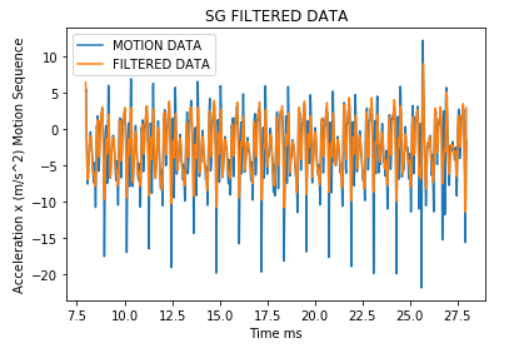 SG FILTERED DATA
MOTION DATA
FILTERED DATA
10
5
0
−5
−10
−15
−20
Acceleration x (m/s^2) Motion Sequence
7.5 10.0 12.5 15.0 17.5 20.0 22.5 25.0 27.5
Time ms